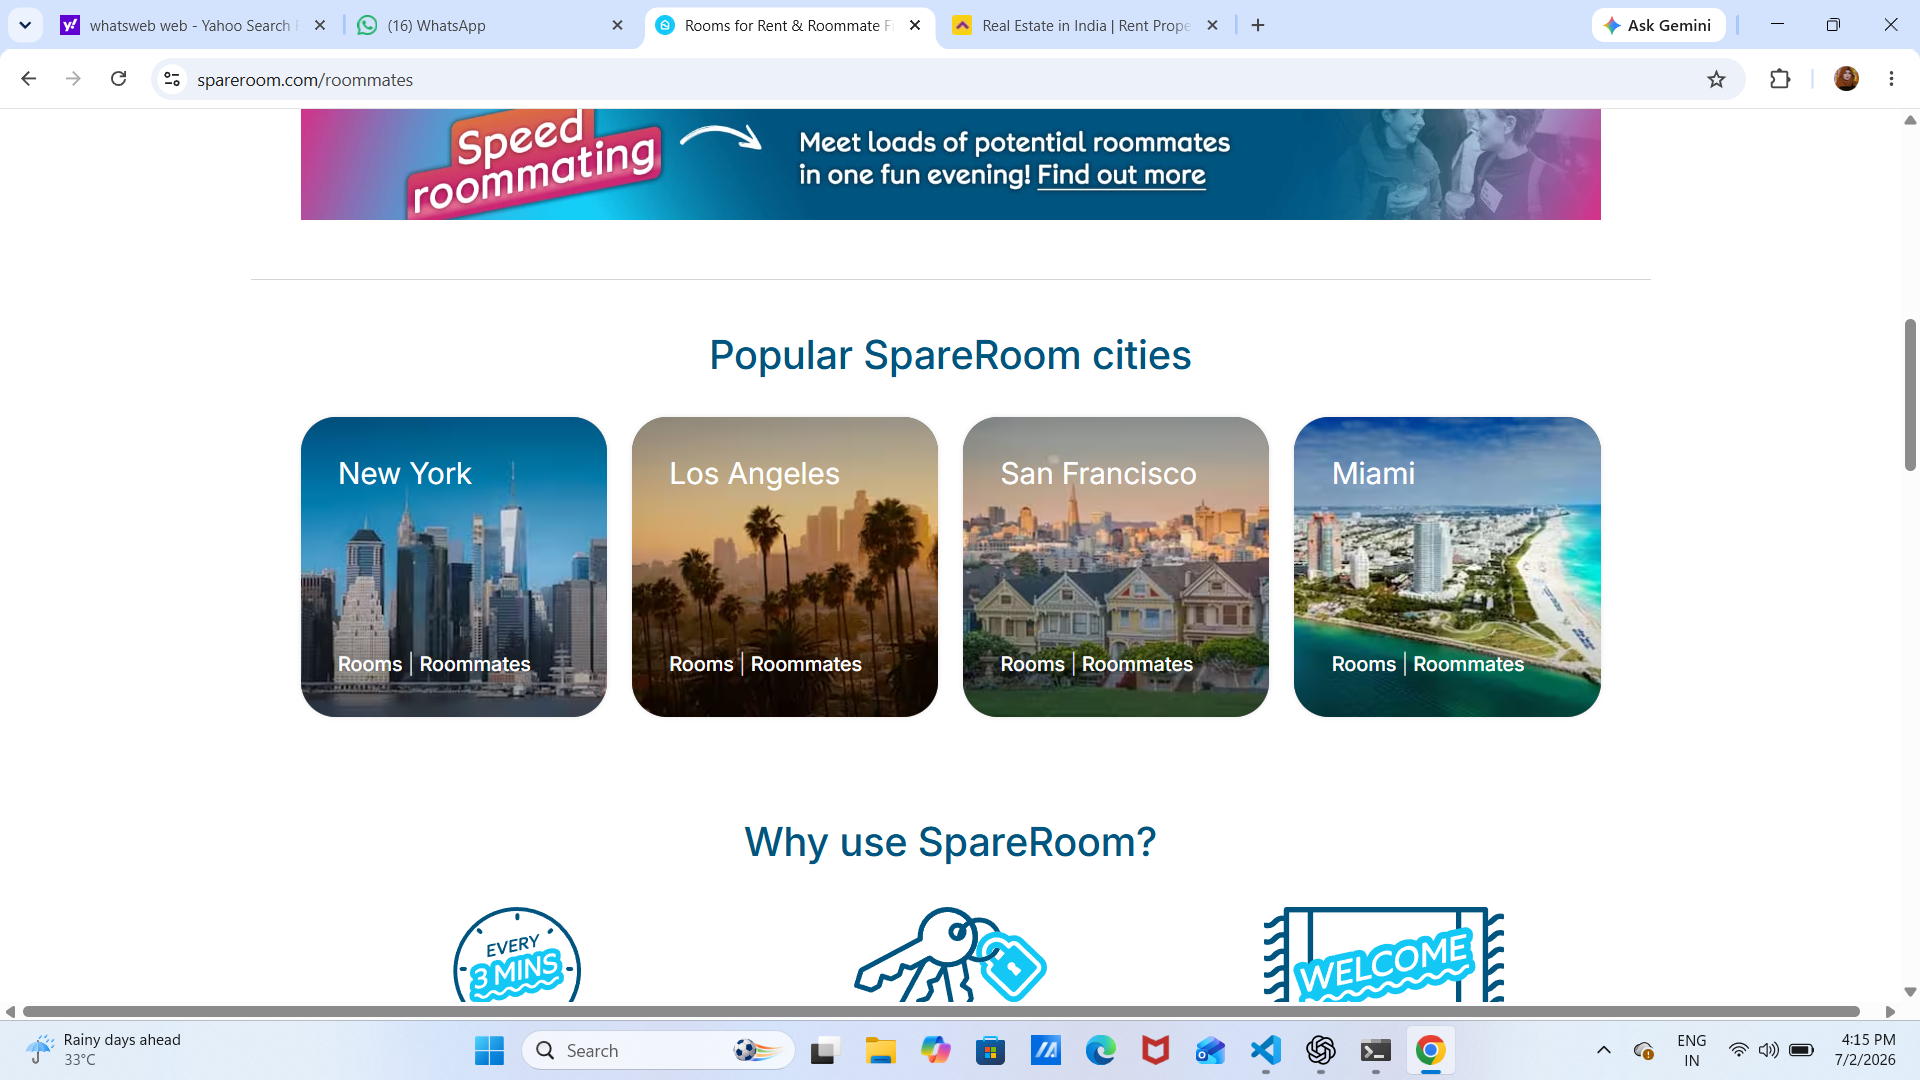 whatsweb web - Yahoo Search
(16) WhatsApp
Rooms for Rent & Roommate
Real Estate in India | Rent
Ask Gemini
spareroom.com/roommates
Speed
roommating
Meet loads of potential roommates
in one fun evening! Find out more
Popular SpareRoom cities
New York
Los Angeles
San Francisco
Miami
Rooms | Roommates
Rooms | Roommates
Rooms | Roommates
Rooms | Roommates
Why use SpareRoom?
EVERY
3 MINS
WELCOME
Rainy days ahead
33°C
Search
ENG
IN
4:15 PM
7/2/2026